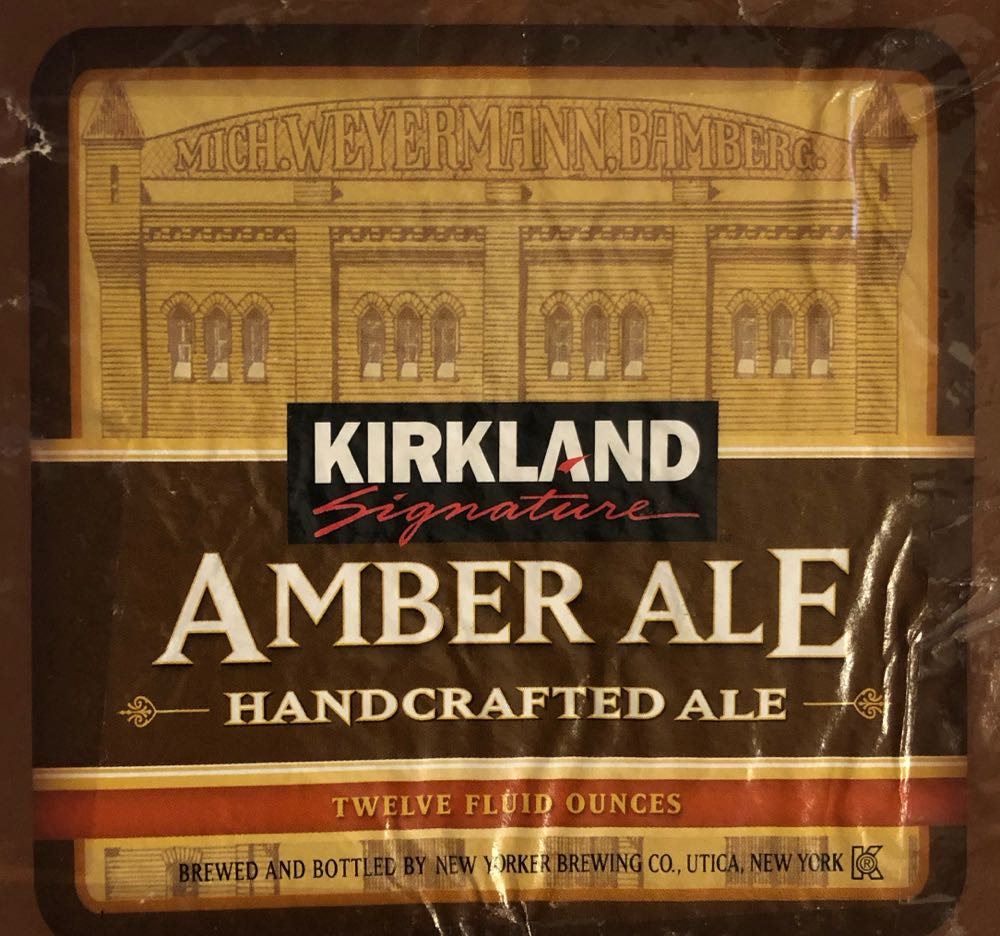 MICH.WEYERMANN.BAMBERG.
KIRKLAND
Signature
AMBER ALE
HANDCRAFTED ALE
TWELVE FLUID OUNCES
BREWED AND BOTTLED BY NEW YORKER BREWING CO., UTICA, NEW YORK K®